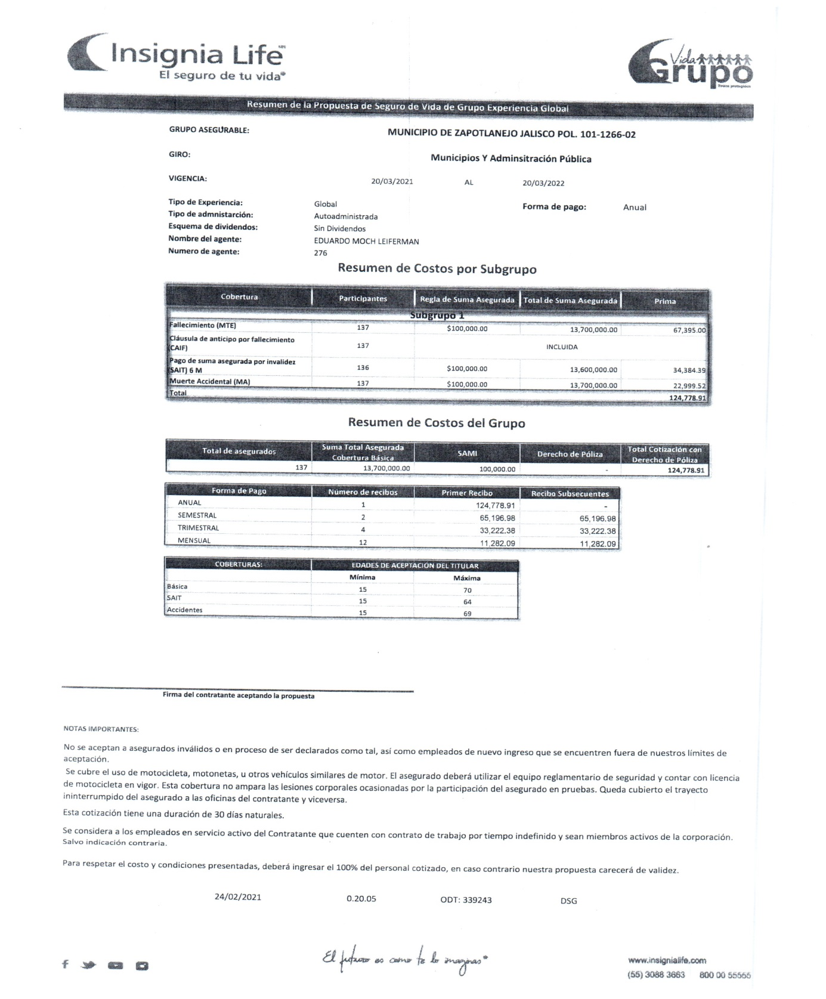 Insignia Life
El seguro de tu vida®
Vida
Grupo
Resumen de la Propuesta de Seguro de Vida de Grupo Experiencia Global
GRUPO ASEGURABLE: MUNICIPIO DE ZAPOTLANEJO JALISCO POL. 101-1266-02
GIRO: Municipios Y Adminsitración Pública
VIGENCIA: 20/03/2021 AL 20/03/2022
Tipo de Experiencia: Global Forma de pago: Anual
Tipo de admnistarción: Autoadministrada
Esquema de dividendos: Sin Dividendos
Nombre del agente: EDUARDO MOCH LEIFERMAN
Numero de agente: 276
Resumen de Costos por Subgrupo
Cobertura Participantes Regla de Suma Asegurada Total de Suma Asegurada Prima
Subgrupo 1
Fallecimiento (MTE) 137 $100,000.00 13,700,000.00 67,395.00
Cláusula de anticipo por fallecimiento
(CAIF) 137 INCLUIDA
Pago de suma asegurada por invalidez
(SAIT) 6 M 136 $100,000.00 13,600,000.00 34,384.39
Muerte Accidental (MA) 137 $100,000.00 13,700,000.00 22,999.52
Total 124,778.91
Resumen de Costos del Grupo
Total de asegurados Suma Total Asegurada Cobertura Básica SAMI Derecho de Póliza Total Cotización con Derecho de Póliza
137 13,700,000.00 100,000.00 - 124,778.91
Forma de Pago Número de recibos Primer Recibo Recibo Subsecuentes
ANUAL 1 124,778.91 -
SEMESTRAL 2 65,196.98 65,196.98
TRIMESTRAL 4 33,222.38 33,222.38
MENSUAL 12 11,282.09 11,282.09
COBERTURAS: EDADES DE ACEPTACIÓN DEL TITULAR
Mínima Máxima
Básica 15 70
SAIT 15 64
Accidentes 15 69
Firma del contratante aceptando la propuesta
NOTAS IMPORTANTES:
No se aceptan a asegurados inválidos o en proceso de ser declarados como tal, así como empleados de nuevo ingreso que se encuentren fuera de nuestros límites de
aceptación.
Se cubre el uso de motocicleta, motonetas, u otros vehículos similares de motor. El asegurado deberá utilizar el equipo reglamentario de seguridad y contar con licencia
de motocicleta en vigor. Esta cobertura no ampara las lesiones corporales ocasionadas por la participación del asegurado en pruebas. Queda cubierto el trayecto
ininterrumpido del asegurado a las oficinas del contratante y viceversa.
Esta cotización tiene una duración de 30 días naturales.
Se considera a los empleados en servicio activo del Contratante que cuenten con contrato de trabajo por tiempo indefinido y sean miembros activos de la corporación.
Salvo indicación contraria.
Para respetar el costo y condiciones presentadas, deberá ingresar el 100% del personal cotizado, en caso contrario nuestra propuesta carecerá de validez.
24/02/2021 0.20.05 ODT: 339243 DSG
El futuro es como te lo imaginas®
www.insignialife.com
(55) 3088 3663 800 00 55555